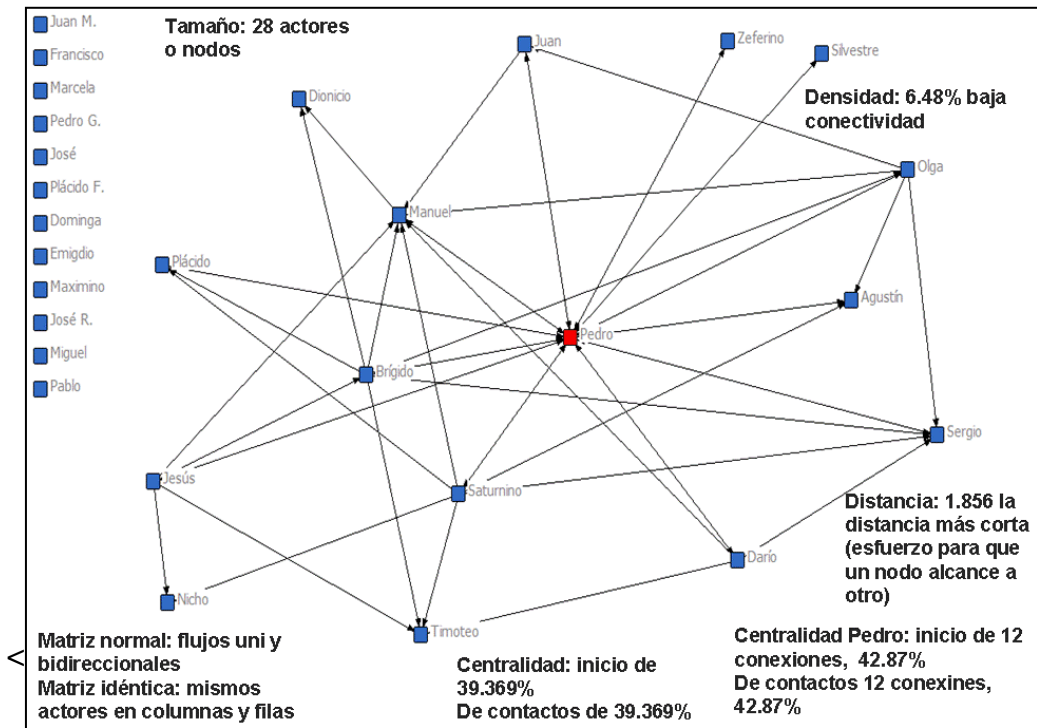 Juan M.
Francisco
Marcela
Pedro G.
José
Plácido F.
Dominga
Emigdio
Maximino
José R.
Miguel
Pablo
Tamaño: 28 actores
o nodos
Juan
Zeferino
Silvestre
Dionicio
Densidad: 6.48% baja
conectividad
Olga
Manuel
Plácido
Agustín
Pedro
Brígido
Sergio
Jesús
Saturnino
Distancia: 1.856 la
distancia más corta
(esfuerzo para que
un nodo alcance a
otro)
Darío
Nicho
Timoteo
<
Matriz normal: flujos uni y
bidireccionales
Matriz idéntica: mismos
actores en columnas y filas
Centralidad: inicio de
39.369%
De contactos de 39.369%
Centralidad Pedro: inicio de 12
conexiones, 42.87%
De contactos 12 conexines,
42.87%